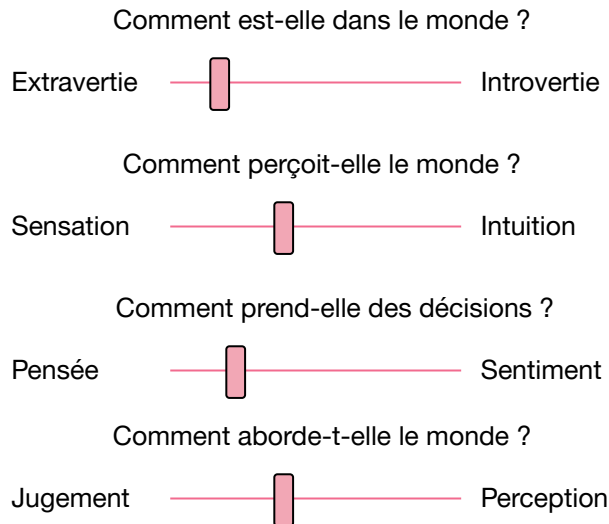 Comment est-elle dans le monde ?
Extravertie Introvertie
Comment perçoit-elle le monde ?
Sensation Intuition
Comment prend-elle des décisions ?
Pensée Sentiment
Comment aborde-t-elle le monde ?
Jugement Perception